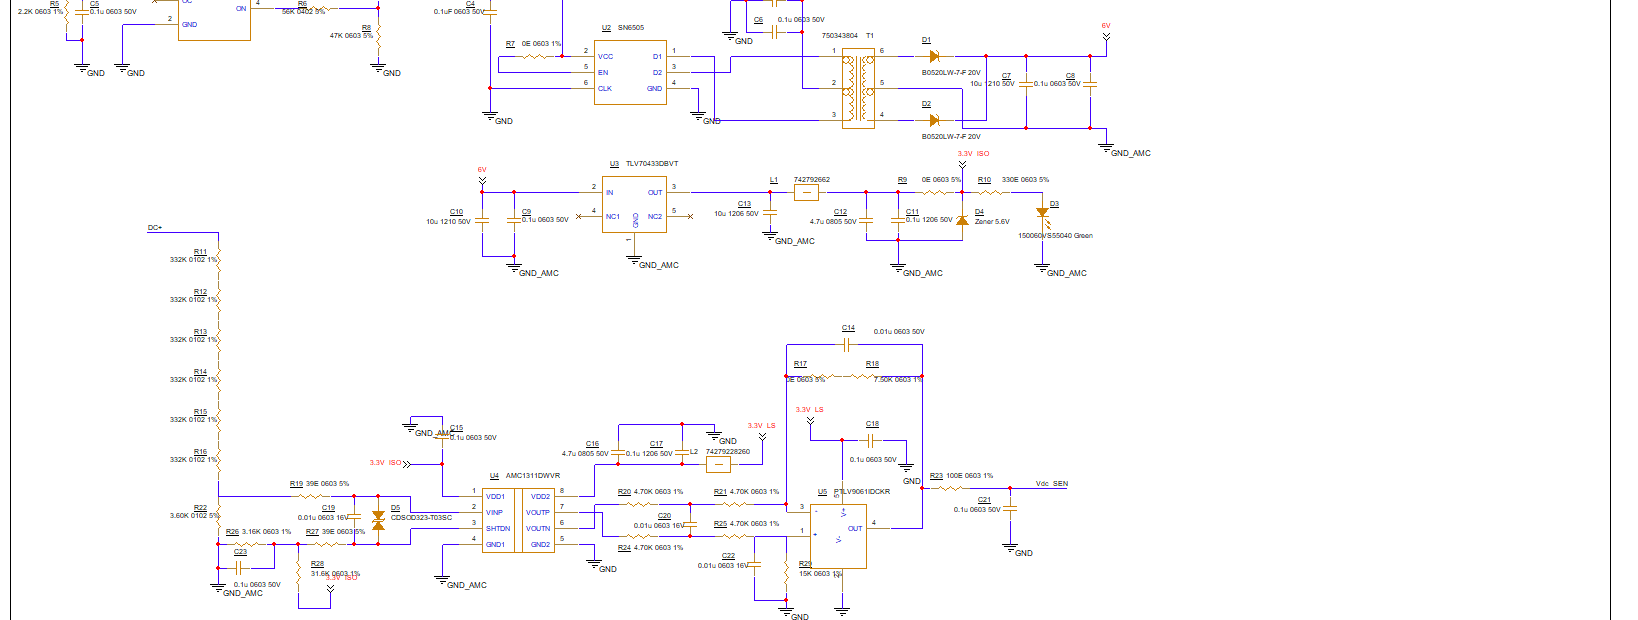 R5
2.2K 0603 1%
C5
0.1u 0603 50V
GND
OC
2 GND
ON 4
GND
R6
56K 0402 5%
R8
47K 0603 5%
GND
C4
0.1uF 0603 50V
GND
R7 0E 0603 1%
U2 SN6505
2 VCC
5 EN
6 CLK
D1 1
D2 3
GND 4
GND
GND
C6 0.1u 0603 50V
750343804 T1
1
2
3
6
5
4
D1
B0520LW-7-F 20V
D2
B0520LW-7-F 20V
C7
10u 1210 50V
C8
0.1u 0603 50V
6V
GND_AMC
6V
C10
10u 1210 50V
C9
0.1u 0603 50V
GND_AMC
U3 TLV70433DBVT
2 IN
4 NC1
OUT 3
NC2 5
GND
1
GND_AMC
L1 742792662
C13
10u 1206 50V
GND_AMC
C12
4.7u 0805 50V
C11
0.1u 1206 50V
GND_AMC
R9 0E 0603 5%
3.3V ISO
R10 330E 0603 5%
D4
Zener 5.6V
D3
150060VS55040 Green
GND_AMC
DC+
R11
332K 0102 1%
R12
332K 0102 1%
R13
332K 0102 1%
R14
332K 0102 1%
R15
332K 0102 1%
R16
332K 0102 1%
R22
3.60K 0102 5%
R19 39E 0603 5%
C19
0.01u 0603 16V
D5
CDSOD323-T03SC
R26 3.16K 0603 1%
R27 39E 0603 5%
C23
0.1u 0603 50V
GND_AMC
R28
31.6K 0603 1%
3.3V ISO
GND_AMC
C15
0.1u 0603 50V
3.3V ISO
U4 AMC1311DWVR
1 VDD1
2 VINP
3 SHTDN
4 GND1
VDD2 8
VOUTP 7
VOUTN 6
GND2 5
GND_AMC
GND
C16
4.7u 0805 50V
C17
0.1u 1206 50V
GND
L2 74279228260
3.3V LS
R20 4.70K 0603 1%
R21 4.70K 0603 1%
C20
0.01u 0603 16V
R25 4.70K 0603 1%
R24 4.70K 0603 1%
C22
0.01u 0603 16V
R29
15K 0603 1%
GND
C14 0.01u 0603 50V
R17
0E 0603 5%
R18
7.50K 0603 1%
3.3V LS
C18
0.1u 0603 50V
GND
U5 PTLV9061IDCKR
3 -
1 +
V+
V-
5
2
OUT 4
R23 100E 0603 1%
Vdc_SEN
C21
0.1u 0603 50V
GND